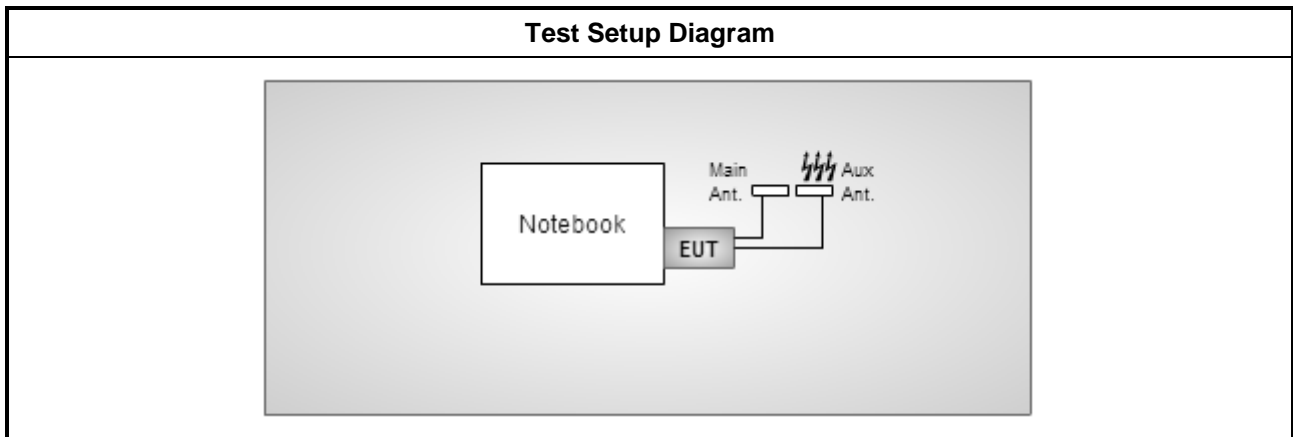 Test Setup Diagram
Main
Ant.
Aux
Ant.
Notebook
EUT